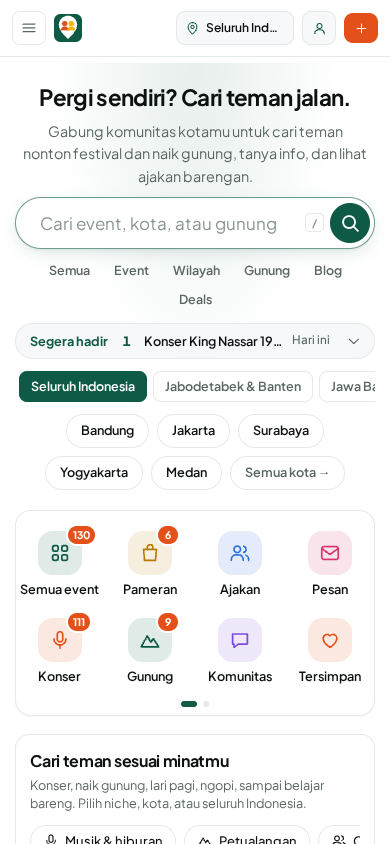 Seluruh Ind...
Pergi sendiri? Cari teman jalan.
Gabung komunitas kotamu untuk cari teman
nonton festival dan naik gunung, tanya info, dan lihat
ajakan barengan.
Cari event, kota, atau gunung /
Semua Event Wilayah Gunung Blog
Deals
Segera hadir 1 Konser King Nassar 19... Hari ini
Seluruh Indonesia Jabodetabek & Banten Jawa Ba
Bandung Jakarta Surabaya
Yogyakarta Medan Semua kota →
130 6
Semua event Pameran Ajakan Pesan
111 9
Konser Gunung Komunitas Tersimpan
Cari teman sesuai minatmu
Konser, naik gunung, lari pagi, ngopi, sampai belajar
bareng. Pilih niche, kota, atau seluruh Indonesia.
Musik & hiburan Petualangan